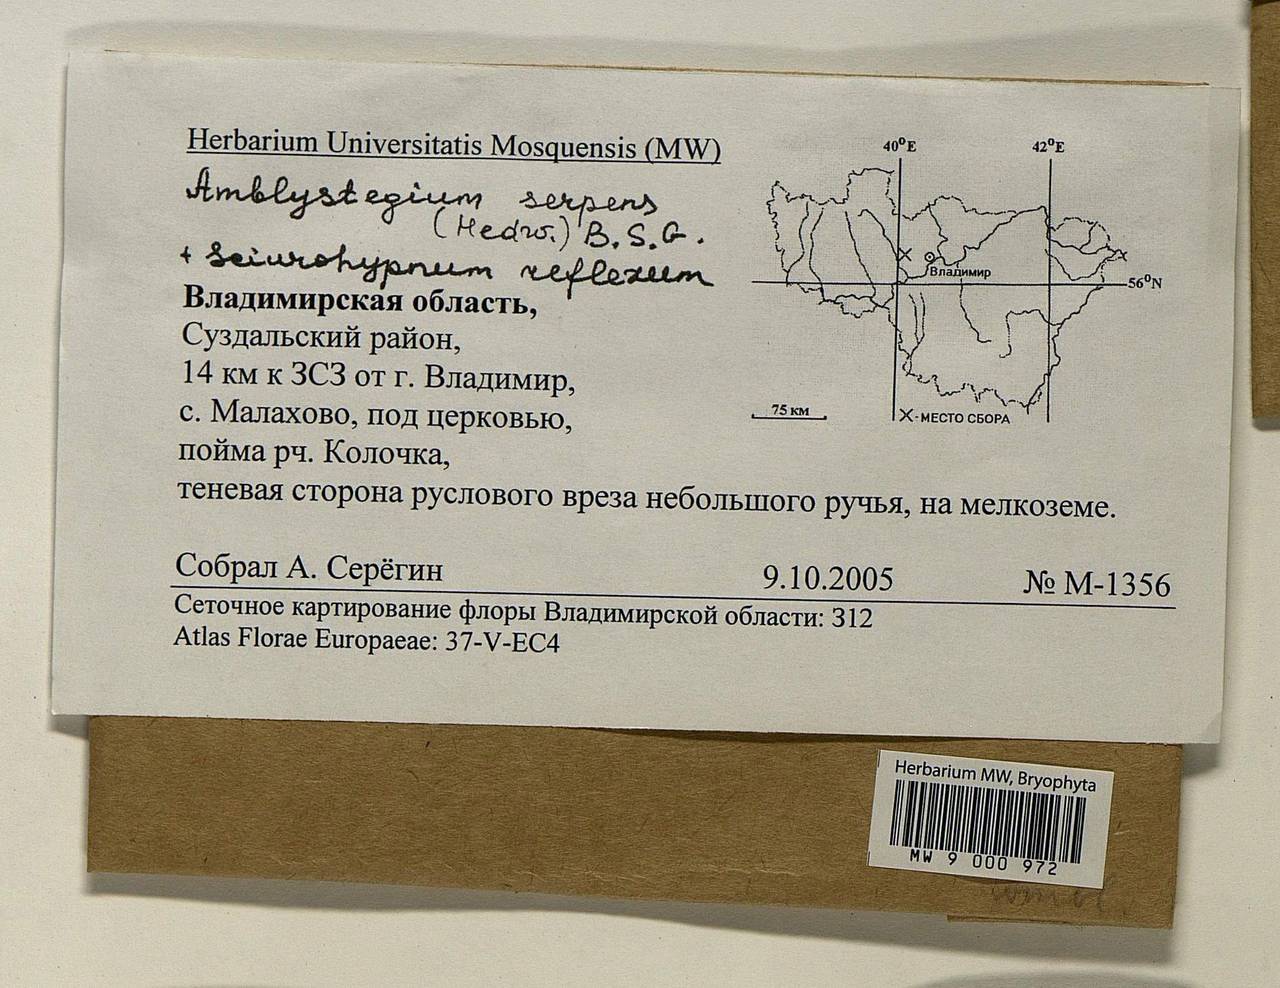 Herbarium Universitatis Mosquensis (MW)
Amblystegium serpens
(Hedw.) B.S.G.
+ Sciurohypnum reflexum
Владимирская область,
Суздальский район,
14 км к ЗСЗ от г. Владимир,
с. Малахово, под церковью,
пойма рч. Колочка,
теневая сторона руслового вреза небольшого ручья, на мелкоземе.
40°E
42°E
Владимир
56°N
75 км
X - МЕСТО СБОРА
Собрал А. Серёгин 9.10.2005 № М-1356
Сеточное картирование флоры Владимирской области: З12
Atlas Florae Europaeae: 37-V-EC4
Herbarium MW, Bryophyta
MW 9 000 972